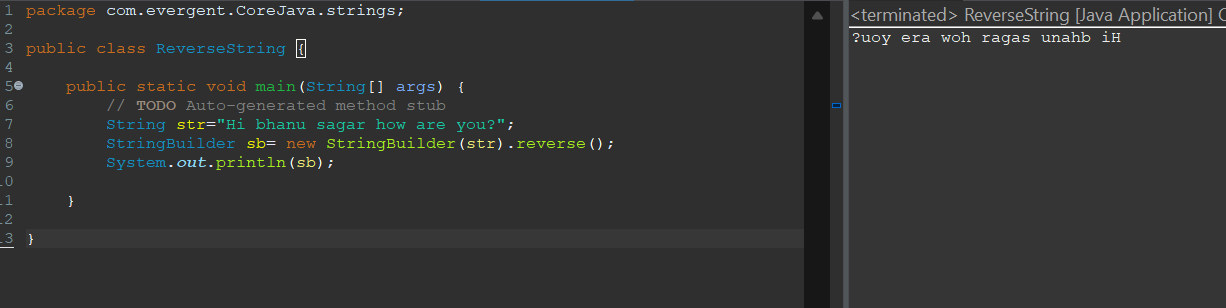 1 package com.evergent.CoreJava.strings;
2
3 public class ReverseString {
4
5 public static void main(String[] args) {
6 // TODO Auto-generated method stub
7 String str="Hi bhanu sagar how are you?";
8 StringBuilder sb= new StringBuilder(str).reverse();
9 System.out.println(sb);
10
11 }
12
13 }
<terminated> ReverseString [Java Application] C
?uoy era woh ragas unahb iH